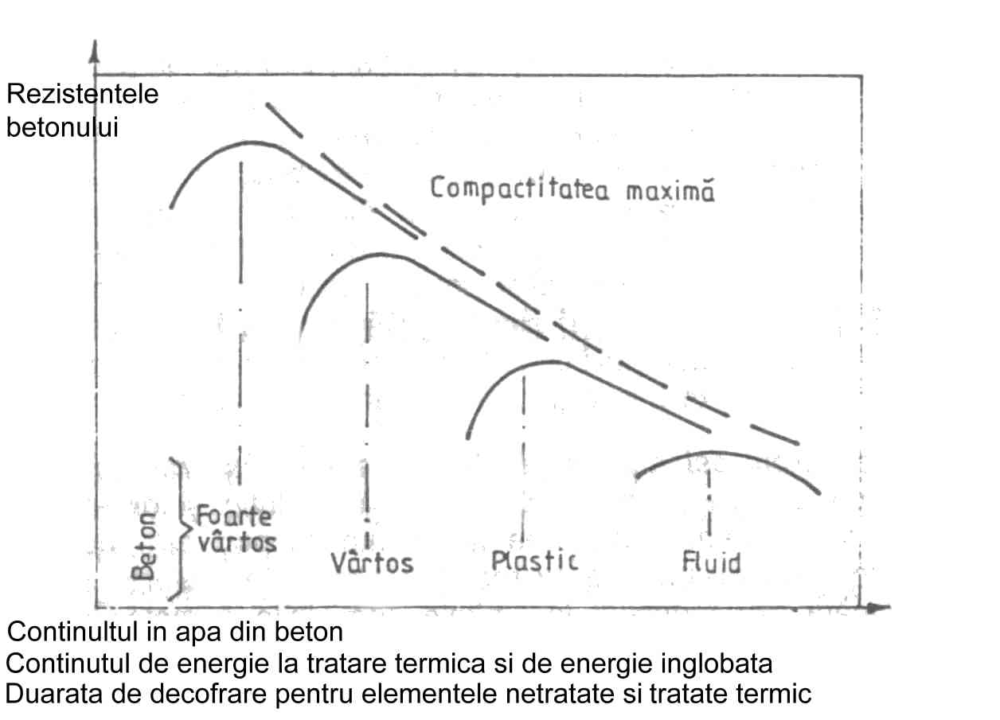 Rezistentele
betonului
Compactitatea maximă
Beton
Foarte
vârtos
Vârtos
Plastic
Fluid
Continultul in apa din beton
Continutul de energie la tratare termica si de energie inglobata
Duarata de decofrare pentru elementele netratate si tratate termic